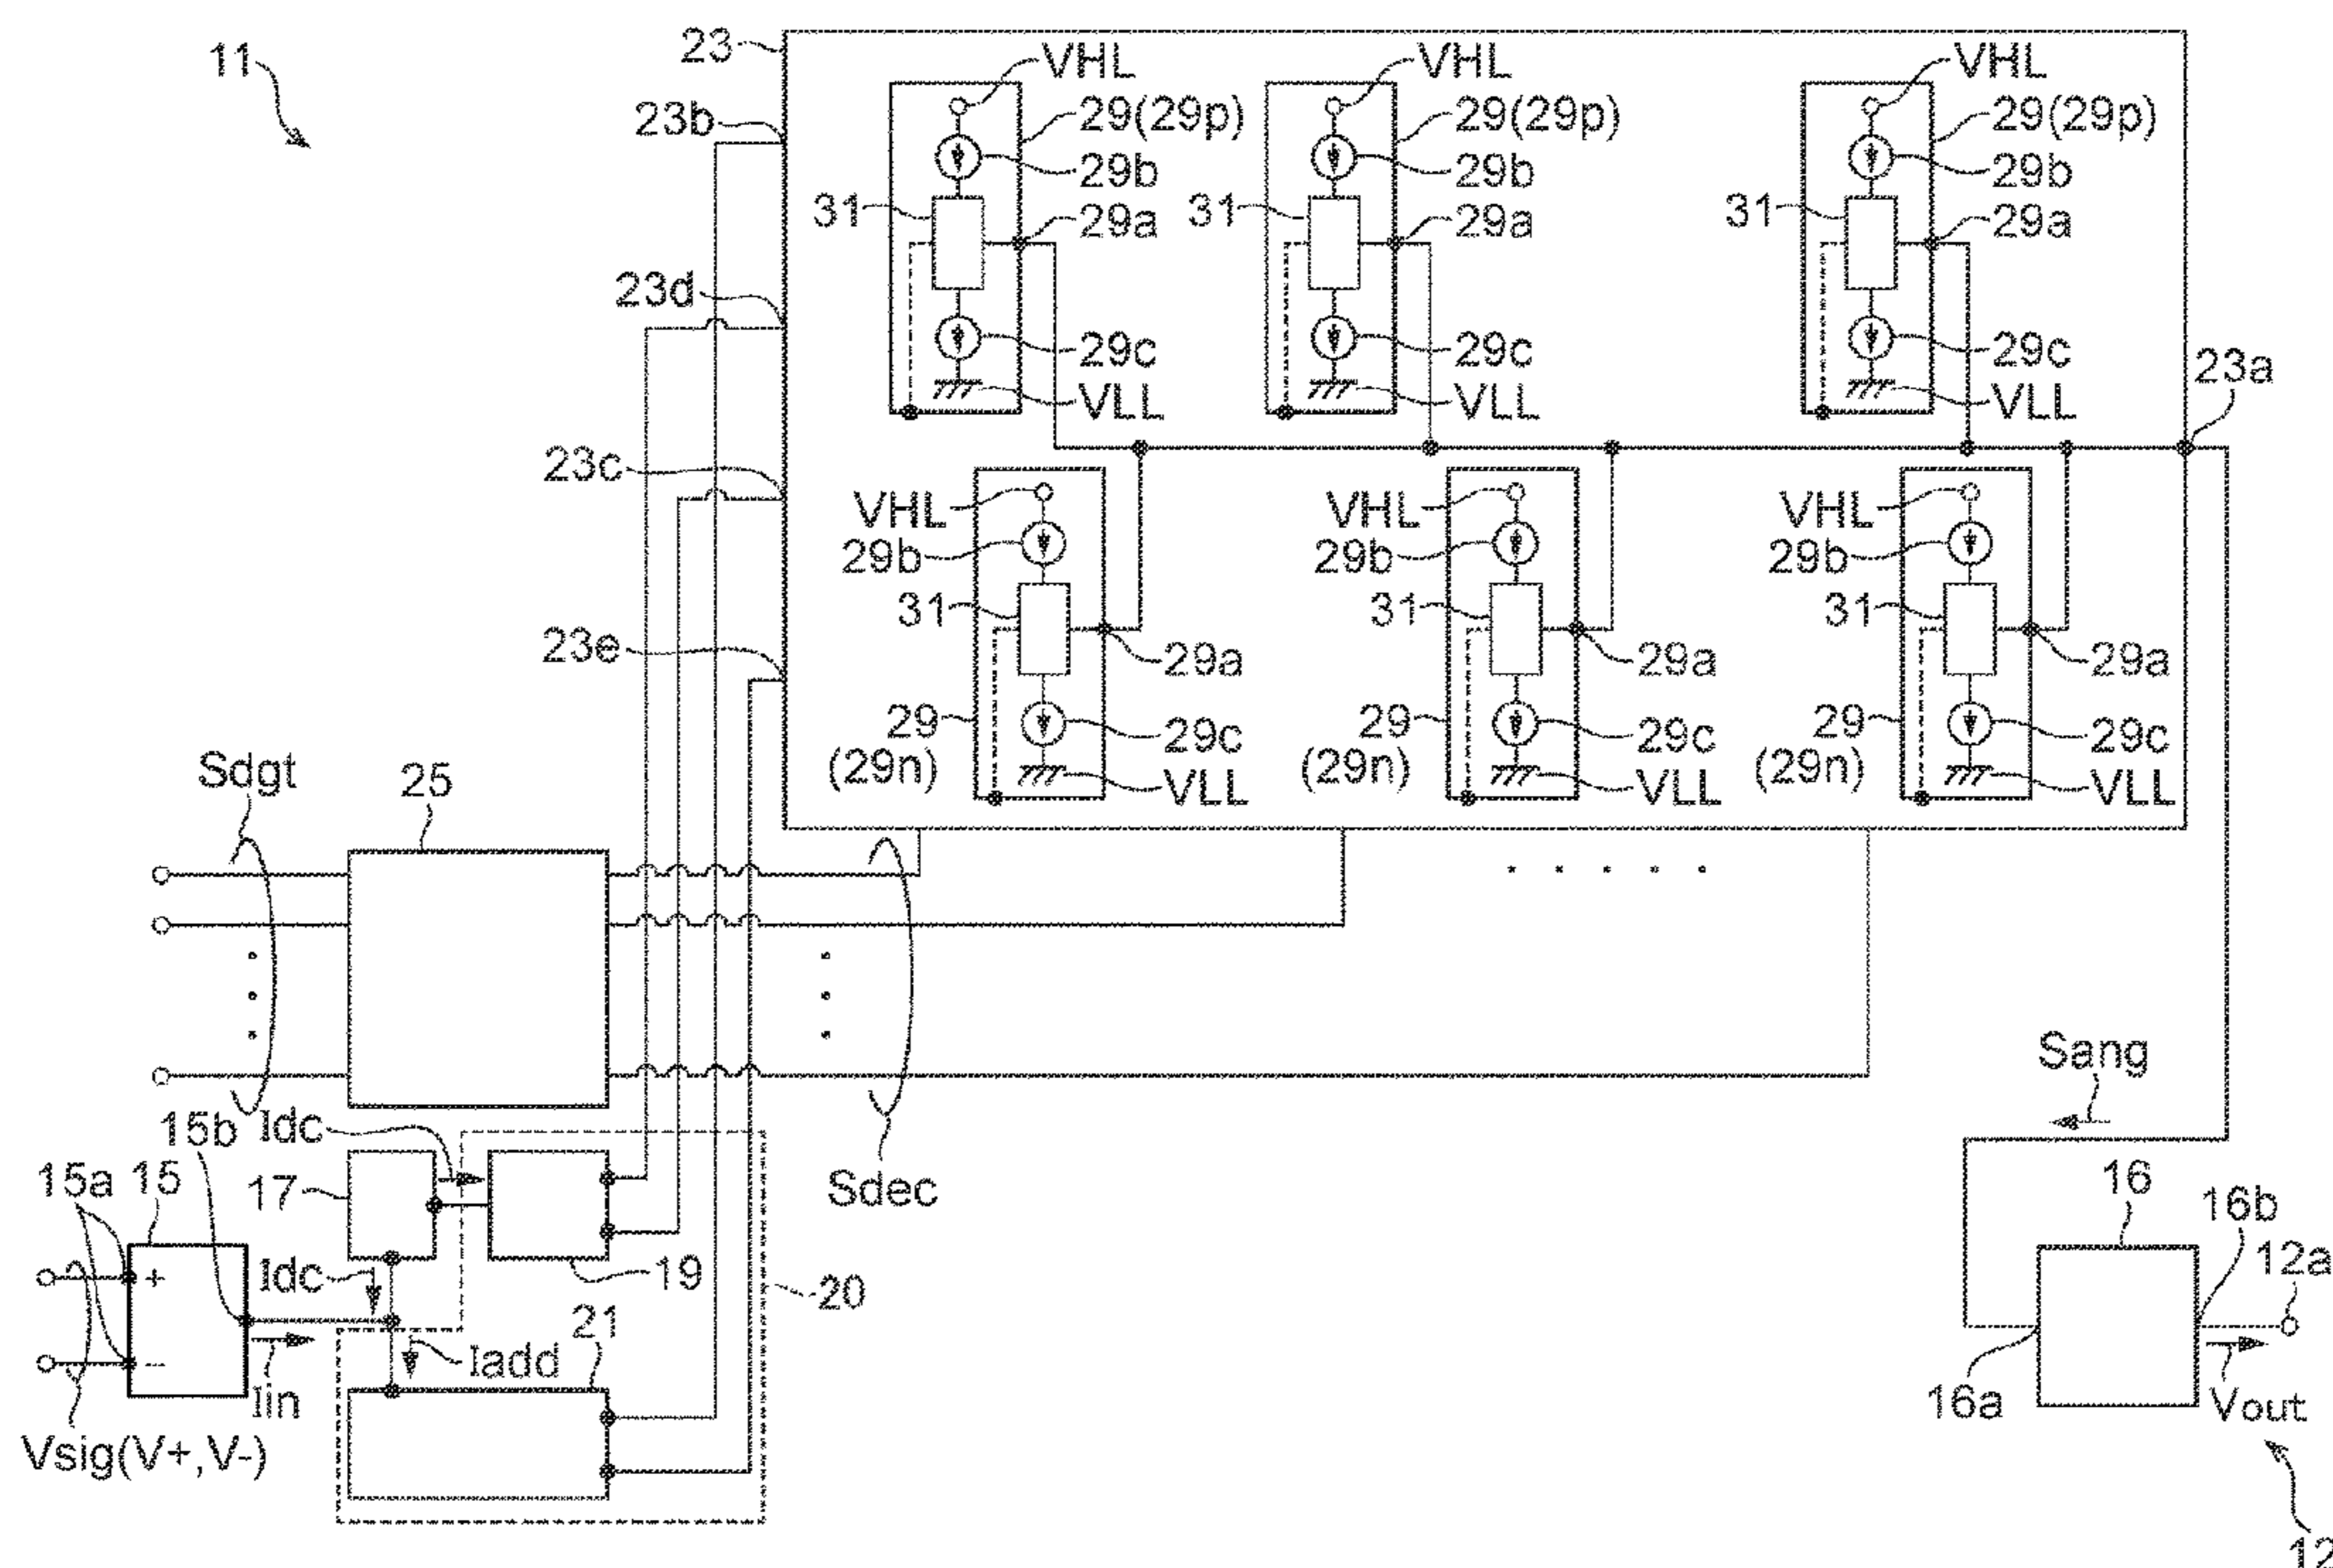 11
23
VHL
VHL
VHL
23b
29(29p)
29(29p)
29(29p)
29b
29b
29b
31
29a
31
29a
31
29a
23d
29c
29c
29c
23a
VLL
VLL
VLL
23c
VHL
VHL
VHL
29b
29b
29b
31
31
31
23e
29a
29a
29a
29
(29n)
29c
29
(29n)
29c
29
(29n)
29c
VLL
VLL
VLL
Sdgt
25
Sang
15b
Idc
15a
15
17
Sdec
16
16b
12a
Idc
19
20
21
+
−
Iin
Iadd
16a
Vout
Vsig(V+,V-)
12